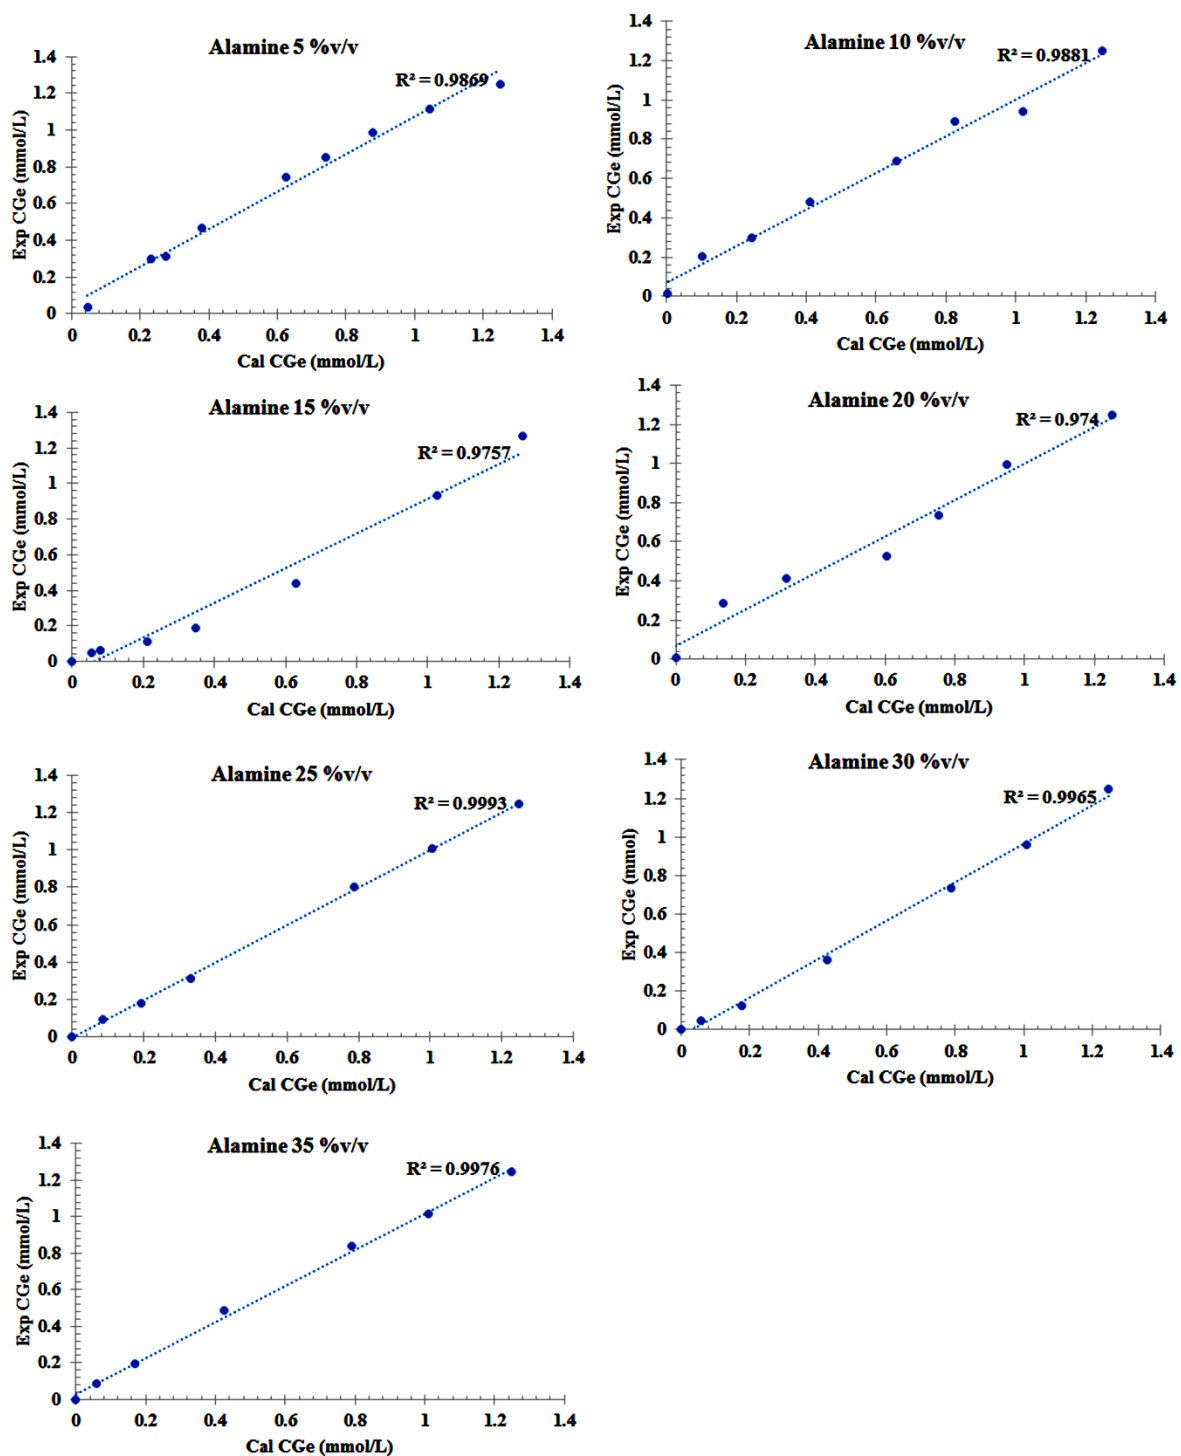 Alamine 5 %v/v
R² = 0.9869
Exp CGe (mmol/L)
1.4
1.2
1
0.8
0.6
0.4
0.2
0
0 0.2 0.4 0.6 0.8 1 1.2 1.4
Cal CGe (mmol/L)
Alamine 10 %v/v
R² = 0.9881
Exp CGe (mmol/L)
1.4
1.2
1
0.8
0.6
0.4
0.2
0
0 0.2 0.4 0.6 0.8 1 1.2 1.4
Cal CGe (mmol/L)
Alamine 15 %v/v
R² = 0.9757
Exp CGe (mmol/L)
1.4
1.2
1
0.8
0.6
0.4
0.2
0
0 0.2 0.4 0.6 0.8 1 1.2 1.4
Cal CGe (mmol/L)
Alamine 20 %v/v
R² = 0.974
Exp CGe (mmol/L)
1.4
1.2
1
0.8
0.6
0.4
0.2
0
0 0.2 0.4 0.6 0.8 1 1.2 1.4
Cal CGe (mmol/L)
Alamine 25 %v/v
R² = 0.9993
Exp CGe (mmol/L)
1.4
1.2
1
0.8
0.6
0.4
0.2
0
0 0.2 0.4 0.6 0.8 1 1.2 1.4
Cal CGe (mmol/L)
Alamine 30 %v/v
R² = 0.9965
Exp CGe (mmol)
1.4
1.2
1
0.8
0.6
0.4
0.2
0
0 0.2 0.4 0.6 0.8 1 1.2 1.4
Cal CGe (mmol/L)
Alamine 35 %v/v
R² = 0.9976
Exp CGe (mmol/L)
1.4
1.2
1
0.8
0.6
0.4
0.2
0
0 0.2 0.4 0.6 0.8 1 1.2 1.4
Cal CGe (mmol/L)